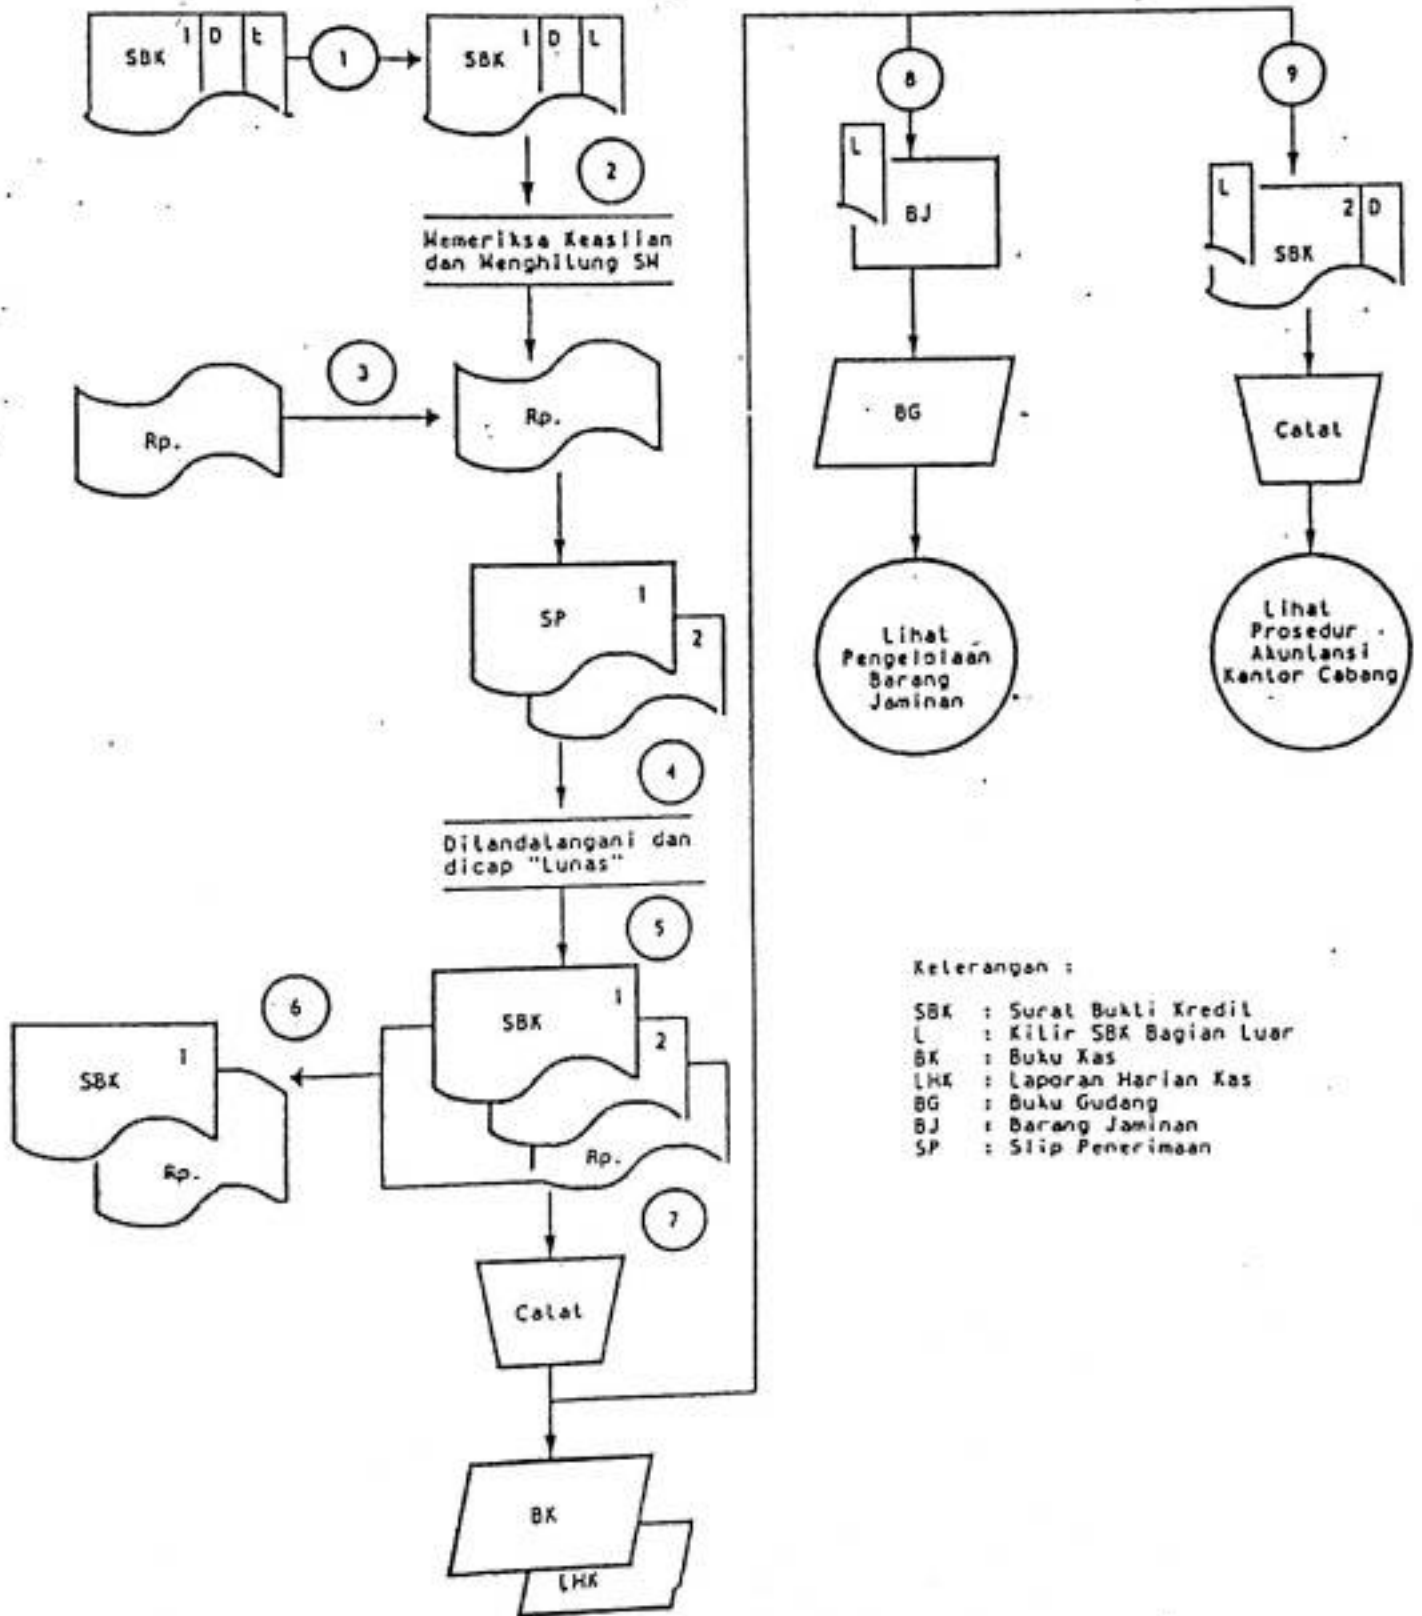 SBK 1 D L
1
SBK 1 D L
2
Memeriksa Keaslian
dan Menghitung SM
3
Rp.
Rp.
SP 1
2
4
Ditandatangani dan
dicap "Lunas"
5
SBK 1
2
Rp.
6
SBK 1
Rp.
7
Catat
BK
LHK
8
L
BJ
BG
Lihat
Pengelolaan
Barang
Jaminan
9
L
2 D
SBK
Catat
Lihat
Prosedur
Akuntansi
Kantor Cabang
Keterangan :
SBK : Surat Bukti Kredit
L : Kitir SBK Bagian Luar
BK : Buku Kas
LHK : Laporan Harian Kas
BG : Buku Gudang
BJ : Barang Jaminan
SP : Slip Penerimaan